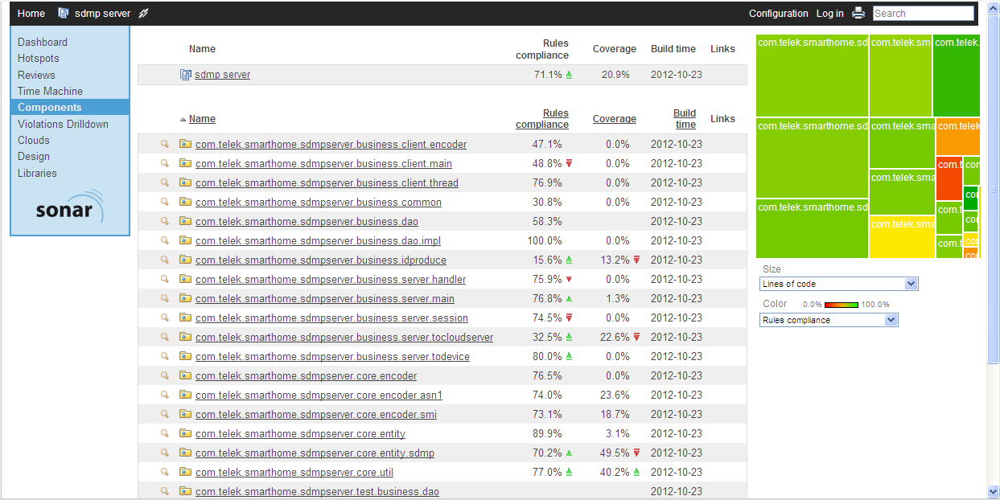 Home sdmp server Configuration Log in Search
Dashboard
Hotspots
Reviews
Time Machine
Components
Violations Drilldown
Clouds
Design
Libraries
sonar
Name Rules compliance Coverage Build time Links
sdmp server 71.1% 20.9% 2012-10-23
Name Rules compliance Coverage Build time Links
com.telek.smarthome.sdmpserver.business.client.encoder 47.1% 0.0% 2012-10-23
com.telek.smarthome.sdmpserver.business.client.main 48.8% 0.0% 2012-10-23
com.telek.smarthome.sdmpserver.business.client.thread 76.9% 0.0% 2012-10-23
com.telek.smarthome.sdmpserver.business.common 30.8% 0.0% 2012-10-23
com.telek.smarthome.sdmpserver.business.dao 58.3% 2012-10-23
com.telek.smarthome.sdmpserver.business.dao.impl 100.0% 0.0% 2012-10-23
com.telek.smarthome.sdmpserver.business.idproduce 15.6% 13.2% 2012-10-23
com.telek.smarthome.sdmpserver.business.server.handler 75.9% 0.0% 2012-10-23
com.telek.smarthome.sdmpserver.business.server.main 76.8% 1.3% 2012-10-23
com.telek.smarthome.sdmpserver.business.server.session 74.5% 0.0% 2012-10-23
com.telek.smarthome.sdmpserver.business.server.tocloudserver 32.5% 22.6% 2012-10-23
com.telek.smarthome.sdmpserver.business.server.todevice 80.0% 0.0% 2012-10-23
com.telek.smarthome.sdmpserver.core.encoder 76.5% 0.0% 2012-10-23
com.telek.smarthome.sdmpserver.core.encoder.asn1 74.0% 23.6% 2012-10-23
com.telek.smarthome.sdmpserver.core.encoder.smi 73.1% 18.7% 2012-10-23
com.telek.smarthome.sdmpserver.core.entity 89.9% 3.1% 2012-10-23
com.telek.smarthome.sdmpserver.core.entity.sdmp 70.2% 49.5% 2012-10-23
com.telek.smarthome.sdmpserver.core.util 77.0% 40.2% 2012-10-23
com.telek.smarthome.sdmpserver.test.business.dao 2012-10-23
com.telek.smarthome.sd com.telek.sm com.telek.
com.telek.smarthome.sd com.telek.sma com.telek
com.t com
com.telek.sma
com
com.telek.smarthome.sd com.t
com
com.telek.sma
com.t com
com
Size
Lines of code
Color 0.0% 100.0%
Rules compliance